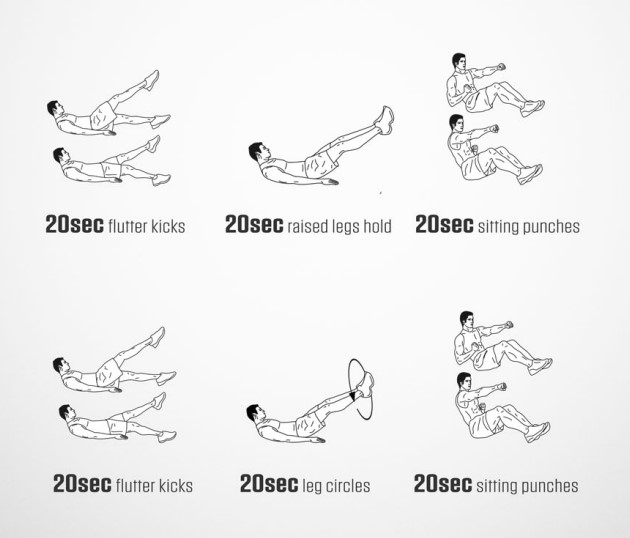 20sec flutter kicks
20sec raised legs hold
20sec sitting punches
20sec flutter kicks
20sec leg circles
20sec sitting punches